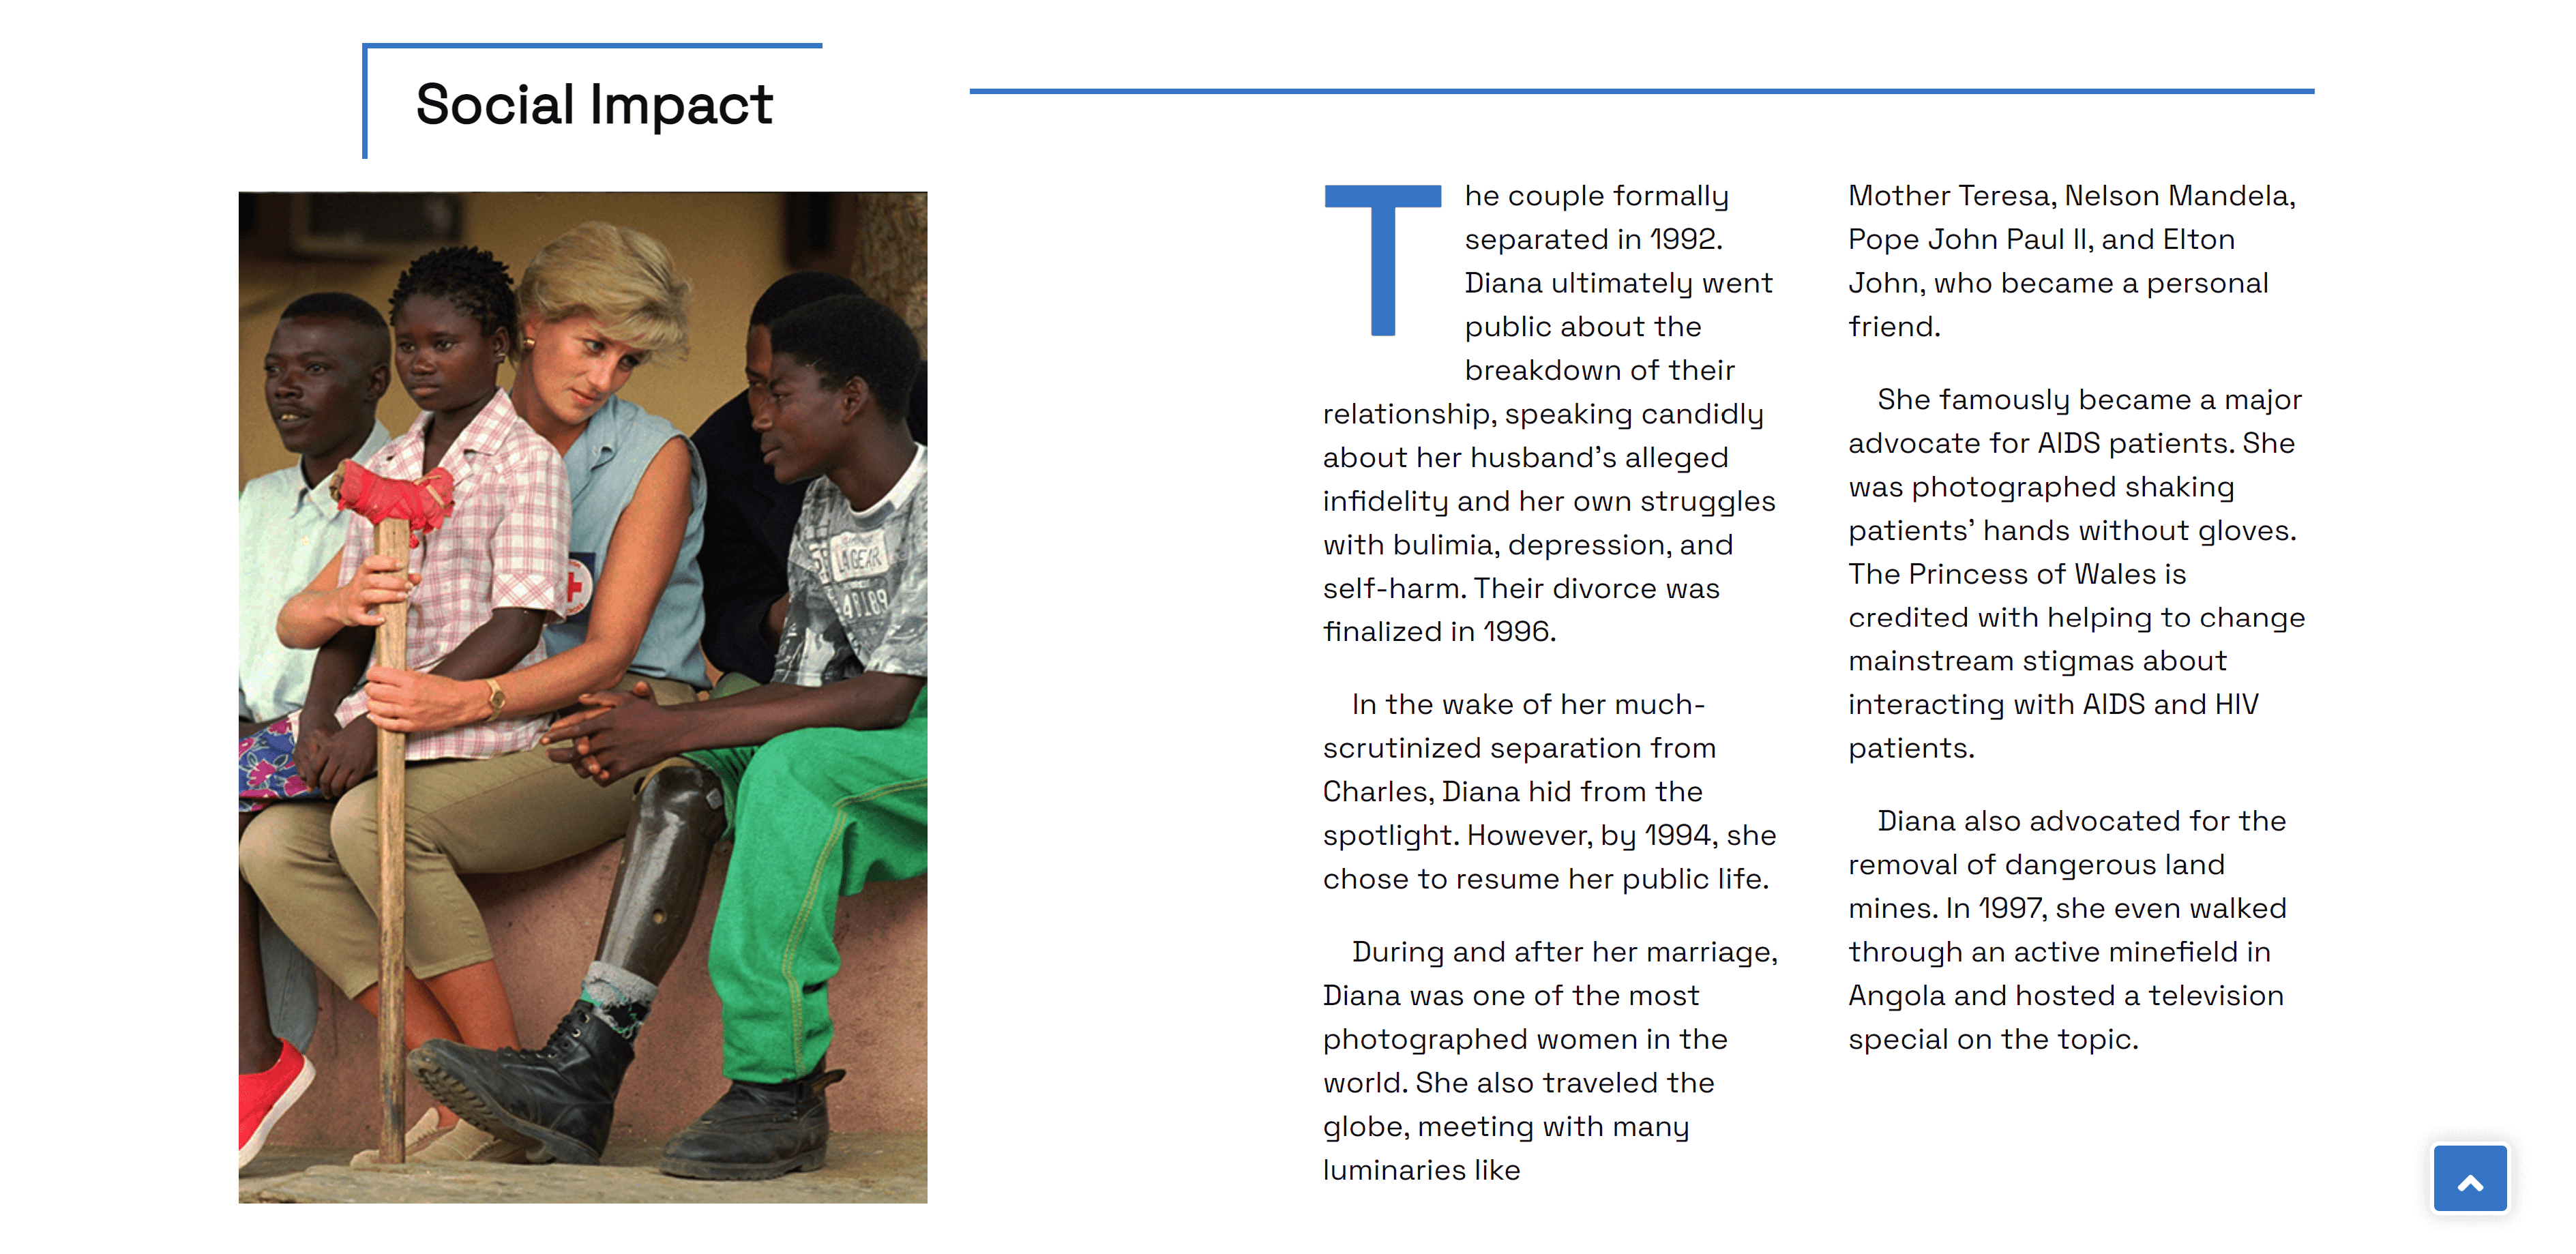 Social Impact
The couple formally
separated in 1992.
Diana ultimately went
public about the
breakdown of their
relationship, speaking candidly
about her husband’s alleged
infidelity and her own struggles
with bulimia, depression, and
self-harm. Their divorce was
finalized in 1996.
In the wake of her much-
scrutinized separation from
Charles, Diana hid from the
spotlight. However, by 1994, she
chose to resume her public life.
During and after her marriage,
Diana was one of the most
photographed women in the
world. She also traveled the
globe, meeting with many
luminaries like
Mother Teresa, Nelson Mandela,
Pope John Paul II, and Elton
John, who became a personal
friend.
She famously became a major
advocate for AIDS patients. She
was photographed shaking
patients’ hands without gloves.
The Princess of Wales is
credited with helping to change
mainstream stigmas about
interacting with AIDS and HIV
patients.
Diana also advocated for the
removal of dangerous land
mines. In 1997, she even walked
through an active minefield in
Angola and hosted a television
special on the topic.
LA GEAR